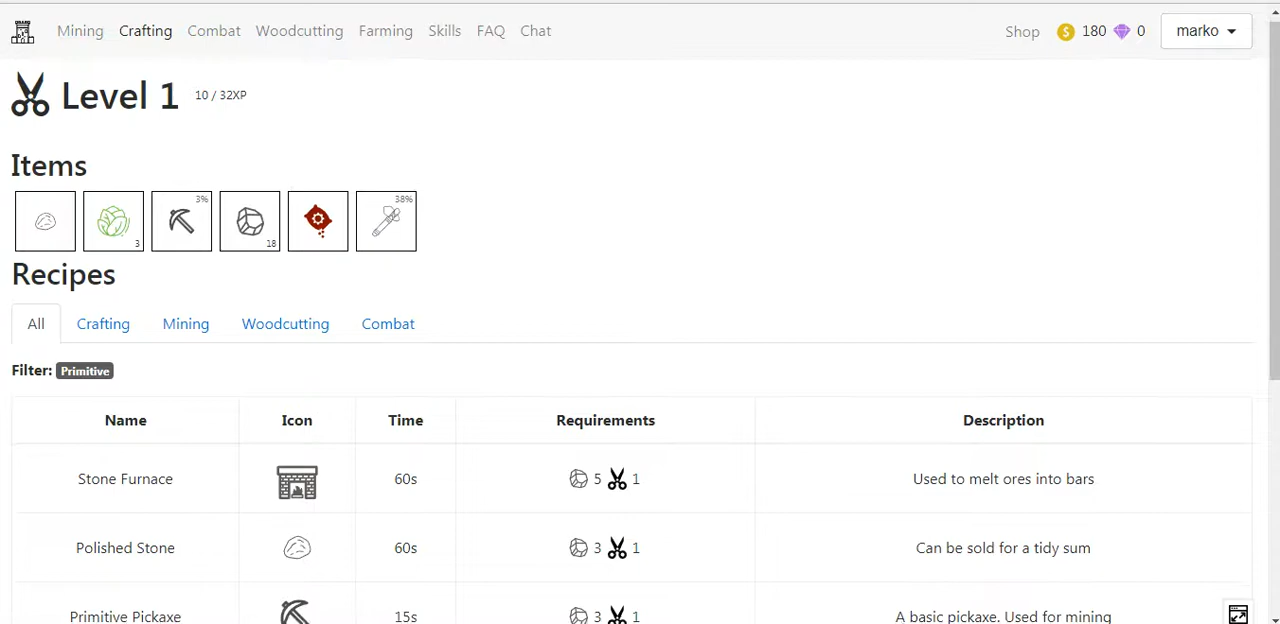 Mining Crafting Combat Woodcutting Farming Skills FAQ Chat Shop $ 180 0 marko
Level 1 10 / 32XP
Items
3% 38%
3 18
Recipes
All Crafting Mining Woodcutting Combat
Filter: Primitive
Name Icon Time Requirements Description
Stone Furnace 60s 5 1 Used to melt ores into bars
Polished Stone 60s 3 1 Can be sold for a tidy sum
Primitive Pickaxe 15s 3 1 A basic pickaxe. Used for mining